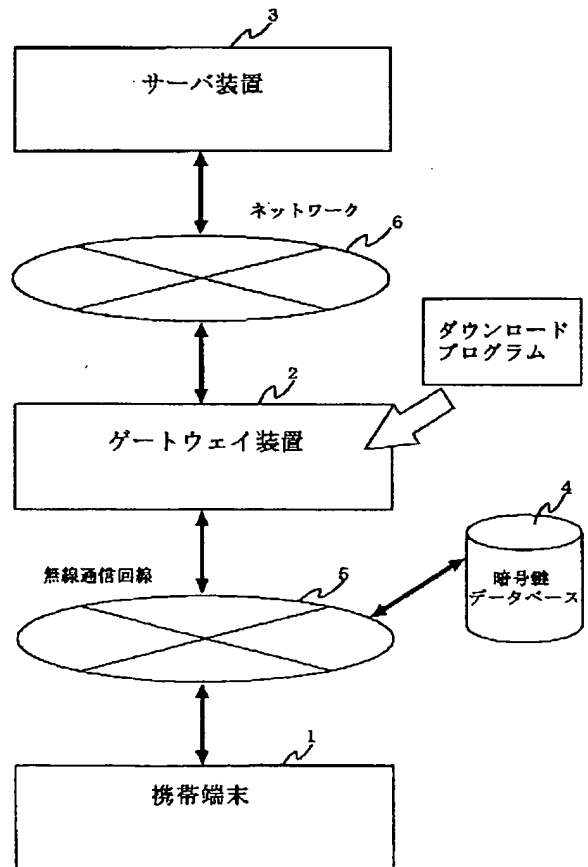 3
サーバ装置
ネットワーク
6
ダウンロード
プログラム
2
ゲートウェイ装置
4
暗号鍵
データベース
無線通信回線
5
1
携帯端末